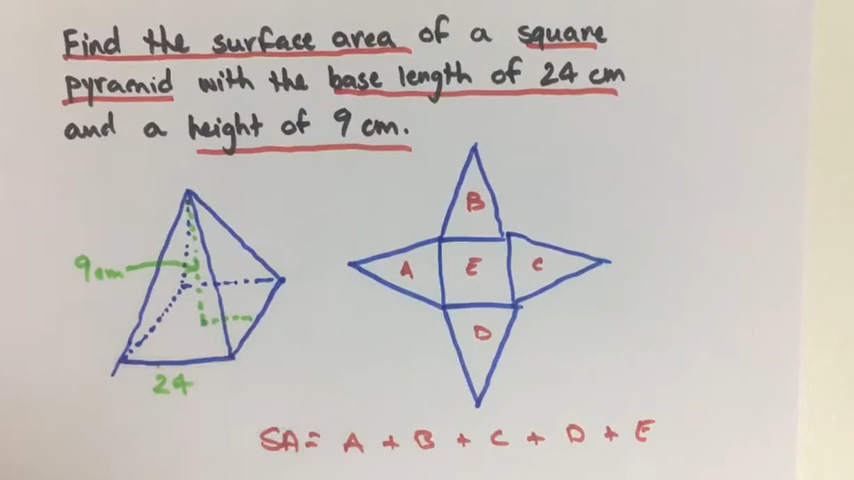 Find the surface area of a square
pyramid with the base length of 24 cm
and a height of 9 cm.
B
9cm
A
E
C
D
24
SA= A + B + C + D + E